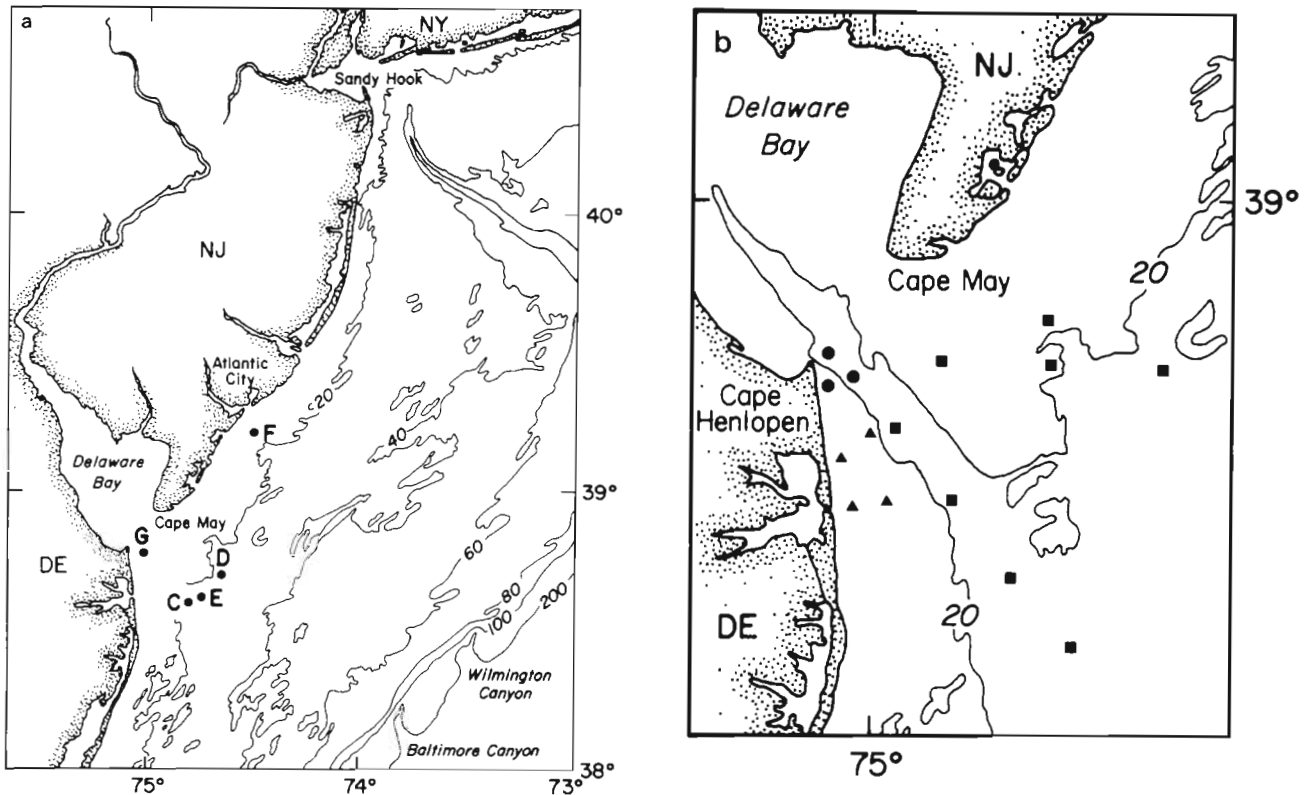 a
NY
Sandy Hook
40°
NJ
Atlantic
City
20
F
40
Delaware
Bay
39°
Cape May
G
D
DE
60
C
E
80
200
100
Wilmington
Canyon
Baltimore Canyon
38°
75°
74°
73°
b
NJ
Delaware
Bay
39°
Cape May
20
Cape
Henlopen
DE
20
75°